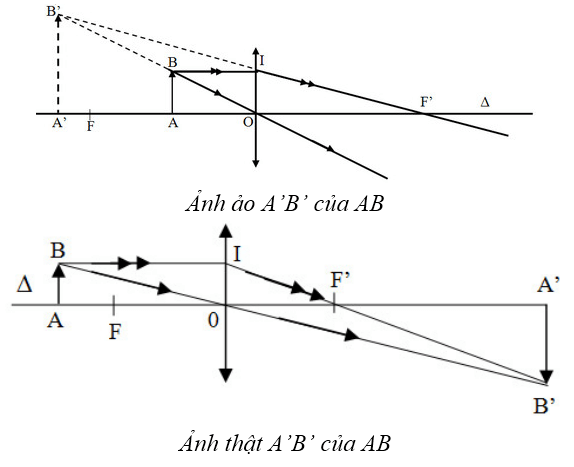 B’
B
I
F’
Δ
A’
F
A
O
Ảnh ảo A’B’ của AB
B
I
F’
A’
Δ
A
F
0
B’
Ảnh thật A’B’ của AB